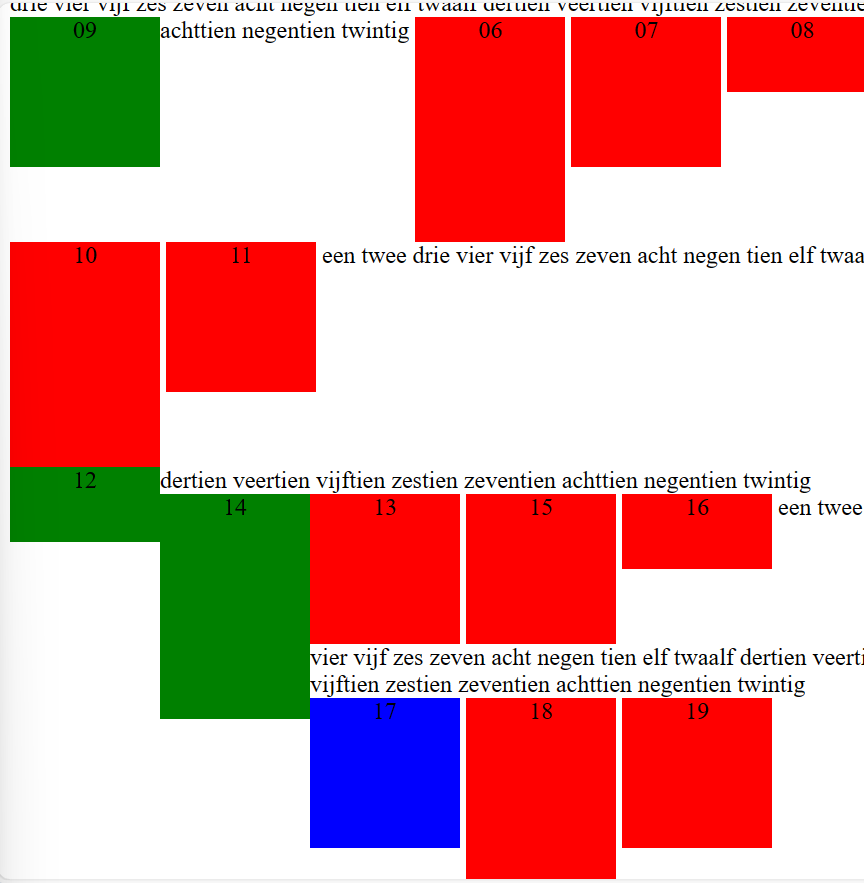 drie vier vijf zes zeven acht negen tien elf twaalf dertien veertien vijftien zestien
09 achttien negentien twintig 06 07 08
10 11 een twee drie vier vijf zes zeven acht negen tien elf
12 dertien veertien vijftien zestien zeventien achttien negentien twintig
14 13 15 16 een twee
vier vijf zes zeven acht negen tien elf twaalf dertien
vijftien zestien zeventien achttien negentien twintig
17 18 19